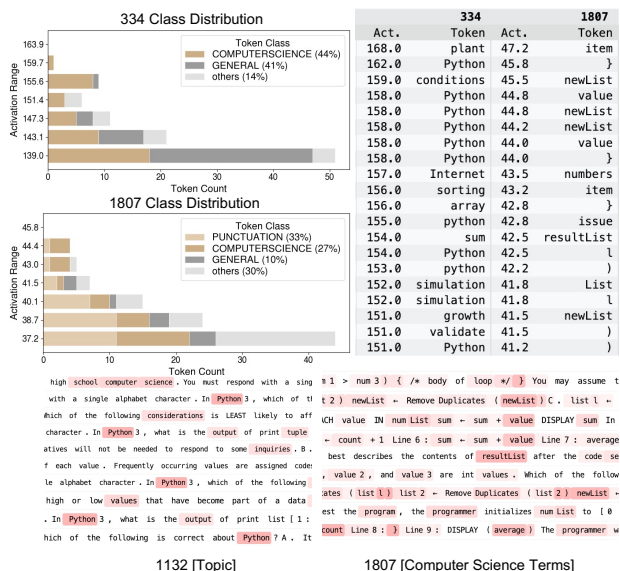 334 Class Distribution
Activation Range
163.9
159.7
155.6
151.4
147.3
143.1
139.0
Token Class
COMPUTERSCIENCE (44%)
GENERAL (41%)
others (14%)
0 10 20 30 40 50
Token Count
1807 Class Distribution
Activation Range
45.8
44.4
43.0
41.5
40.1
38.7
37.2
Token Class
PUNCTUATION (33%)
COMPUTERSCIENCE (27%)
GENERAL (10%)
others (30%)
0 10 20 30 40
Token Count
334 1807
Act. Token Act. Token
168.0 plant 47.2 item
162.0 Python 45.8 }
159.0 conditions 45.5 newList
158.0 Python 44.8 value
158.0 Python 44.8 newList
158.0 Python 44.2 newList
158.0 Python 44.0 value
158.0 Python 44.0 }
157.0 Internet 43.5 numbers
156.0 sorting 43.2 item
156.0 array 42.8 }
155.0 python 42.8 issue
154.0 sum 42.5 resultList
154.0 Python 42.5 l
153.0 python 42.2 )
152.0 simulation 41.8 List
152.0 simulation 41.8 l
151.0 growth 41.5 newList
151.0 validate 41.5 )
151.0 Python 41.2 )
high school computer science . You must respond with a sing
with a single alphabet character . In Python 3 , which of th
hich of the following considerations is LEAST likely to aff
character . In Python 3 , what is the output of print tuple
atives will not be needed to respond to some inquiries . B .
f each value . Frequently occurring values are assigned codes
le alphabet character . In Python 3 , which of the following
high or low values that have become part of a data
. In Python 3 , what is the output of print list [ 1 :
hich of the following is correct about Python ? A . It
1132 [Topic]
m 1 > num 3 ) { /* body of loop */ } You may assume t
t 2 ) newList ← Remove Duplicates ( newList ) C . list l ←
CH value IN num List sum ← sum + value DISPLAY sum In
← count + 1 Line 6 : sum ← sum + value Line 7 : average
best describes the contents of resultList after the code se
, value 2 , and value 3 are int values . Which of the follow
cates ( list l ) list 2 ← Remove Duplicates ( list 2 ) newList ←
est the program , the programmer initializes num List to [ 0
count Line 8 : } Line 9 : DISPLAY ( average ) The programmer w
1807 [Computer Science Terms]